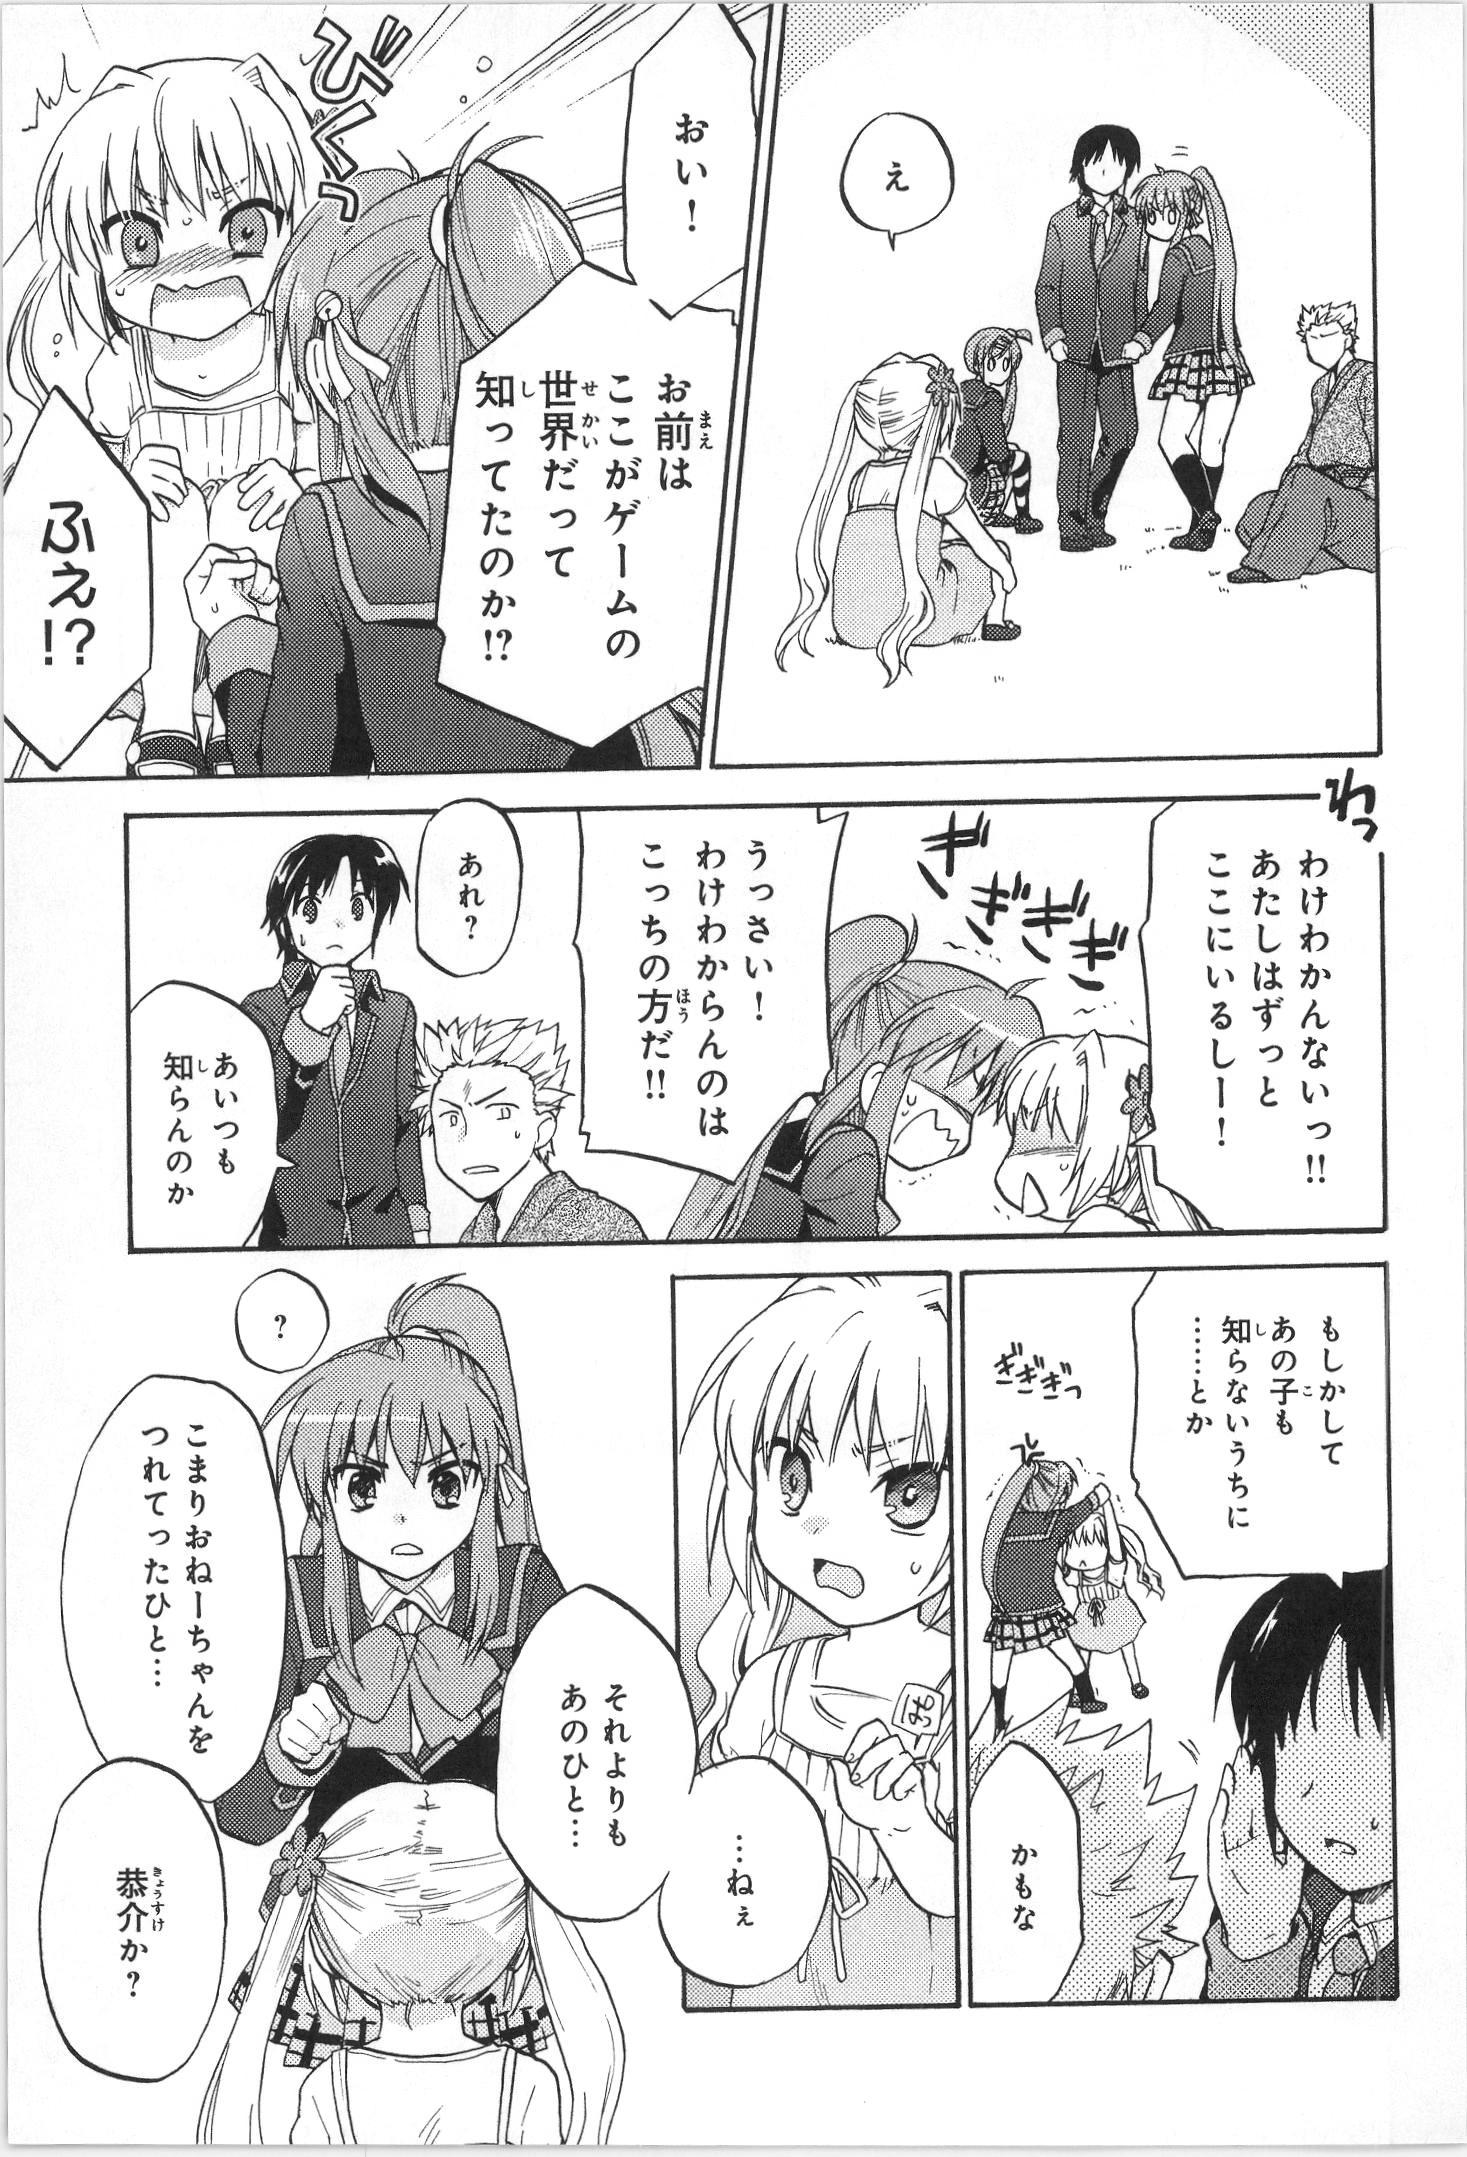 え
おい！
お前は
ここがゲームの
世界だって
知ってたのか!?
びくっ
ふぇ!?
わっ
わけわかんないっ!!
あたしはずっと
ここにいるしー！
ぎぎぎぎ
うっさい！
わけわからんのは
こっちの方だ!!
あれ？
あいつも
知らんのか
もしかして
あの子も
知らないうちに
……とか
ぎぎぎっ
かもな
…ねぇ
それよりも
あのひと…
？
こまりおねーちゃんを
つれてったひと…
恭介か？